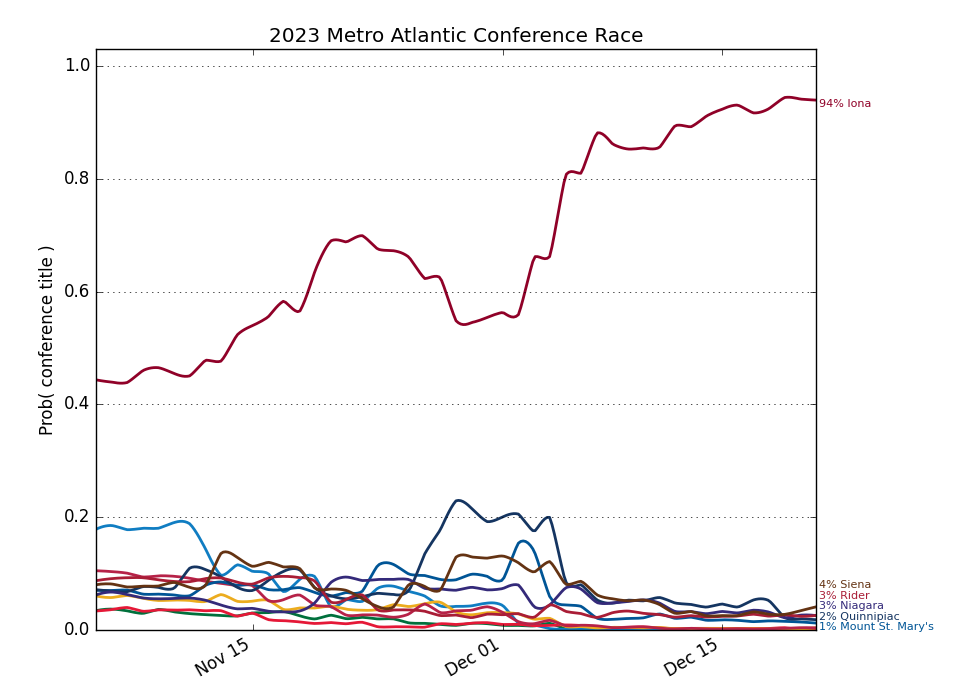 2023 Metro Atlantic Conference Race
Prob( conference title )
1.0
0.8
0.6
0.4
0.2
0.0
Nov 15
Dec 01
Dec 15
94% Iona
4% Siena
3% Rider
3% Niagara
2% Quinnipiac
1% Mount St. Mary's